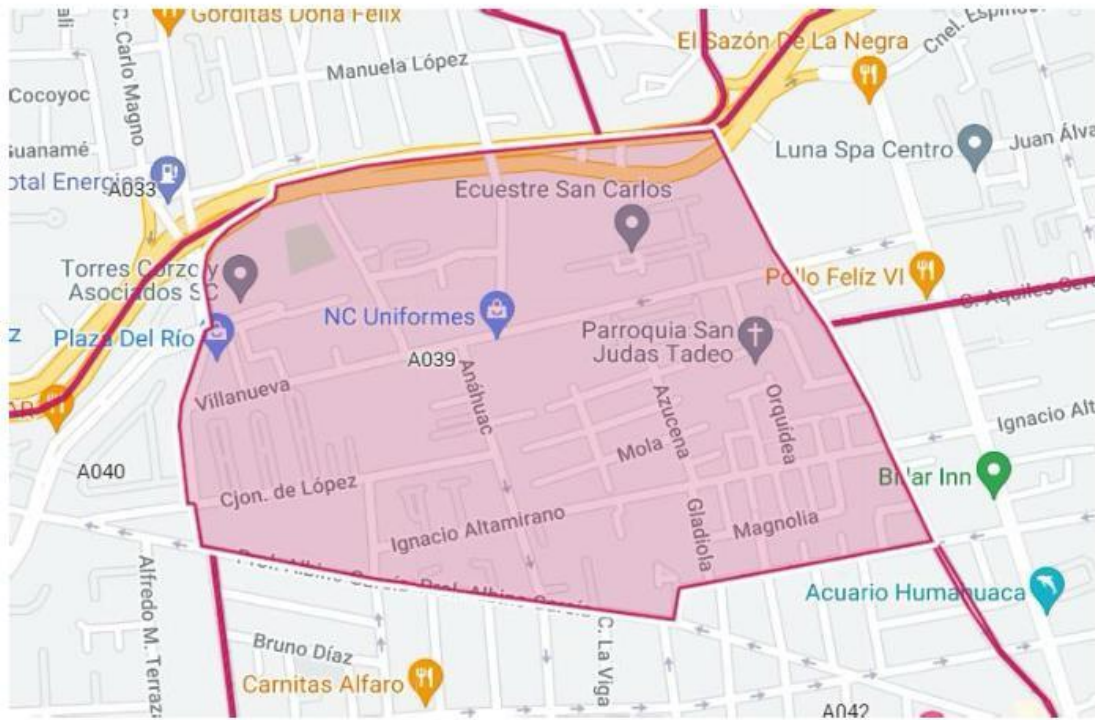 Gorditas Doña Felix
C. Carlo Magno
Manuela López
El Sazón De La Negra
Cocoyoc
Guanamé
Luna Spa Centro
Juan Álva
otal Energies
A033
Ecuestre San Carlos
Torres Corzo y
Asociados SC
Pollo Felíz VI
C. Aquiles Serd
Plaza Del Río
NC Uniformes
Parroquia San
Judas Tadeo
A039
Villanueva
Anáhuac
Azucena
Orquídea
Ignacio Alt
Mola
A040
Cjon. de López
Gladiola
Magnolia
Ignacio Altamirano
Alfredo M. Terraza
Acuario Humahuaca
C. La Viga
Bruno Díaz
Carnitas Alfaro
A042